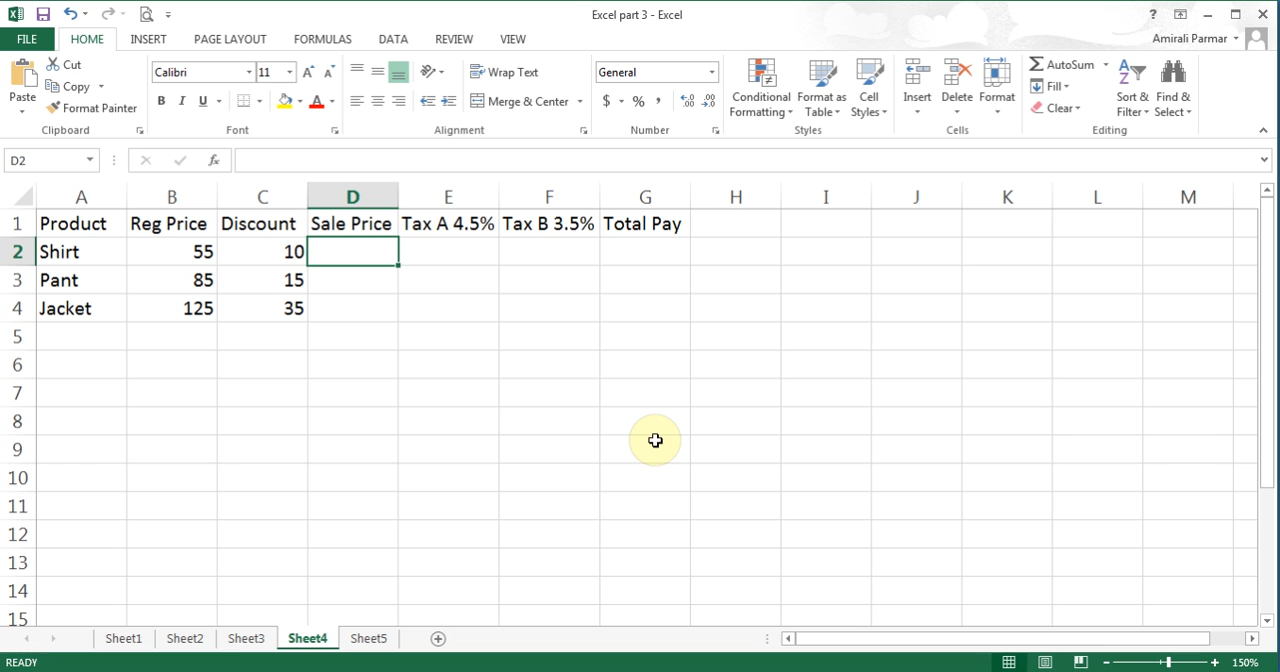 Excel part 3 - Excel
?
FILE HOME INSERT PAGE LAYOUT FORMULAS DATA REVIEW VIEW
Amirali Parmar
Paste
Cut
Copy
Format Painter
Clipboard
Calibri 11
B I U
Font
Wrap Text
Merge & Center
Alignment
General
$ % ,
Number
Conditional Formatting
Format as Table
Cell Styles
Styles
Insert Delete Format
Cells
AutoSum
Fill
Clear
Sort & Filter
Find & Select
Editing
D2 fx
A B C D E F G H I J K L M
1 Product Reg Price Discount Sale Price Tax A 4.5% Tax B 3.5% Total Pay
2 Shirt 55 10
3 Pant 85 15
4 Jacket 125 35
5
6
7
8
9
10
11
12
13
14
15
Sheet1 Sheet2 Sheet3 Sheet4 Sheet5
READY 150%